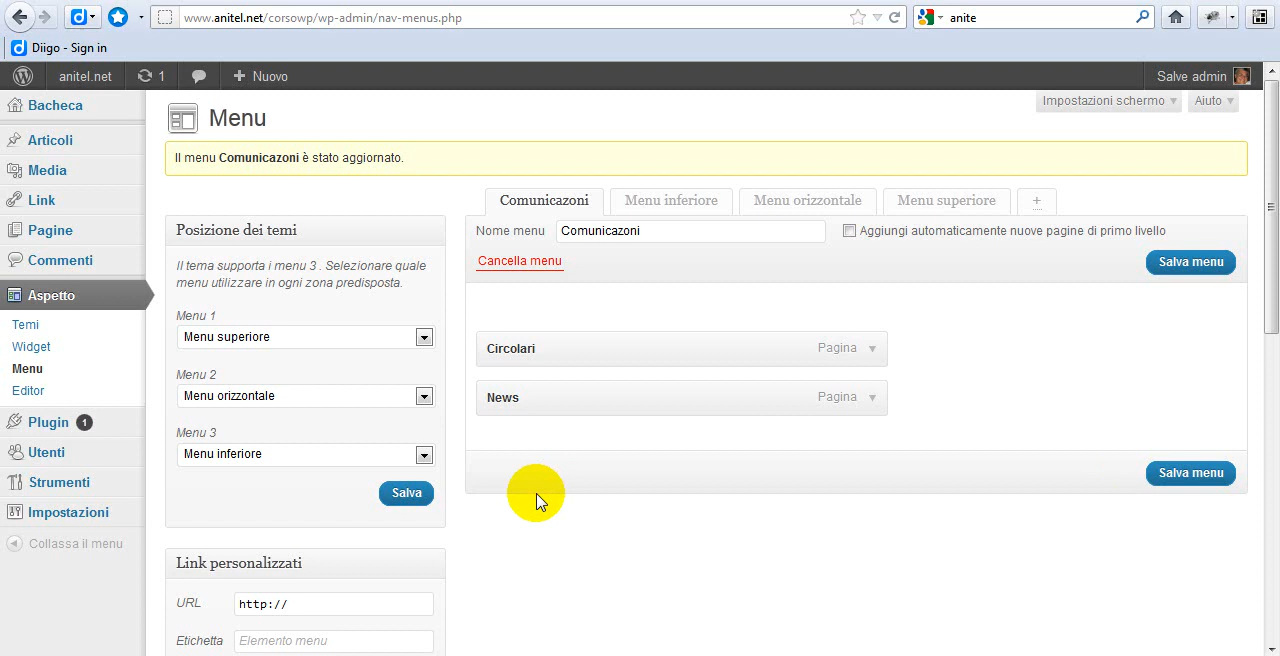 www.anitel.net/corsowp/wp-admin/nav-menus.php
anite
Diigo - Sign in
anitel.net
1
Nuovo
Salve admin
Bacheca
Articoli
Media
Link
Pagine
Commenti
Aspetto
Temi
Widget
Menu
Editor
Plugin 1
Utenti
Strumenti
Impostazioni
Collassa il menu
Impostazioni schermo
Aiuto
Menu
Il menu Comunicazoni è stato aggiornato.
Posizione dei temi
Il tema supporta i menu 3 . Selezionare quale
menu utilizzare in ogni zona predisposta.
Menu 1
Menu superiore
Menu 2
Menu orizzontale
Menu 3
Menu inferiore
Salva
Link personalizzati
URL http://
Etichetta Elemento menu
Comunicazoni Menu inferiore Menu orizzontale Menu superiore +
Nome menu Comunicazoni Aggiungi automaticamente nuove pagine di primo livello
Cancella menu
Salva menu
Circolari Pagina
News Pagina
Salva menu